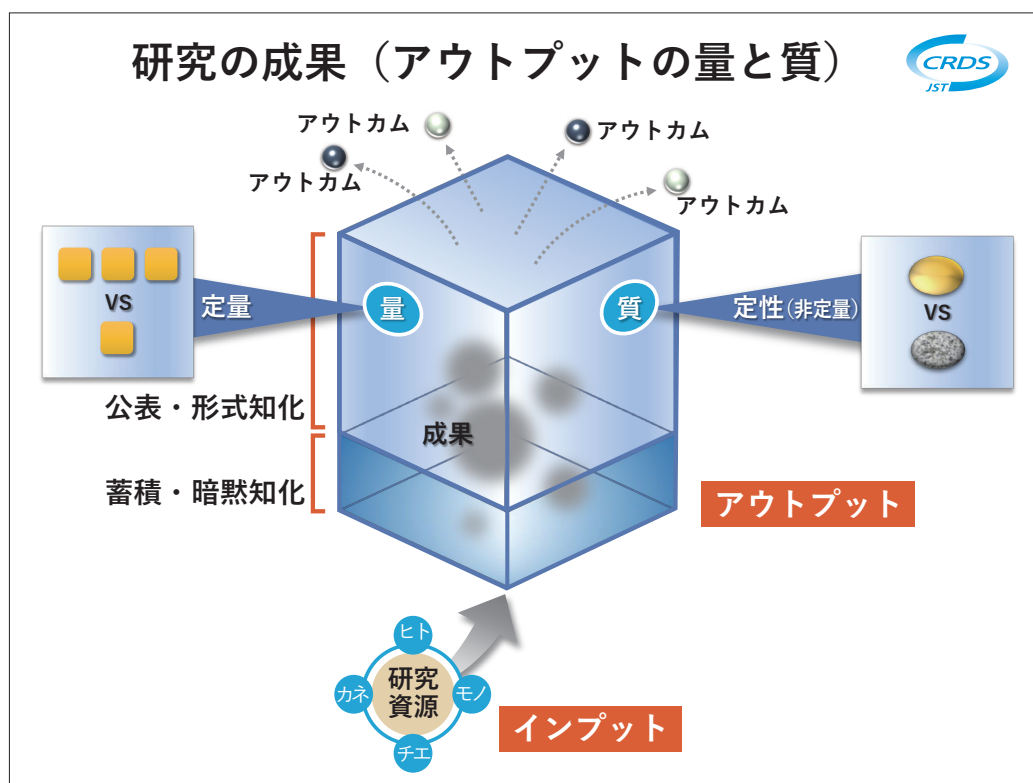 研究の成果（アウトプットの量と質）
CRDS
JST
アウトカム
アウトカム
アウトカム
アウトカム
VS
定量
量
質
定性(非定量)
VS
公表・形式知化
成果
蓄積・暗黙知化
アウトプット
ヒト
カネ
研究
資源
モノ
チエ
インプット